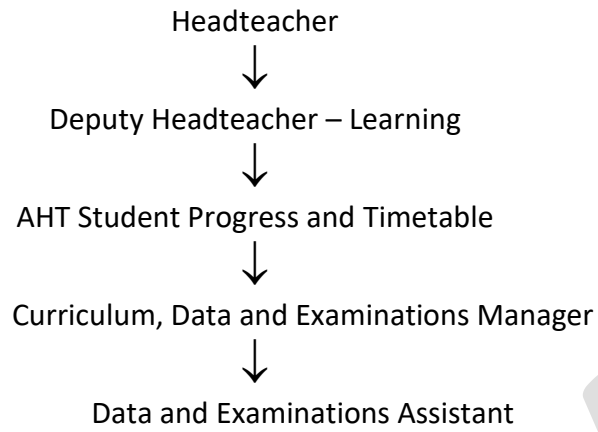 Headteacher
Deputy Headteacher – Learning
AHT Student Progress and Timetable
Curriculum, Data and Examinations Manager
Data and Examinations Assistant